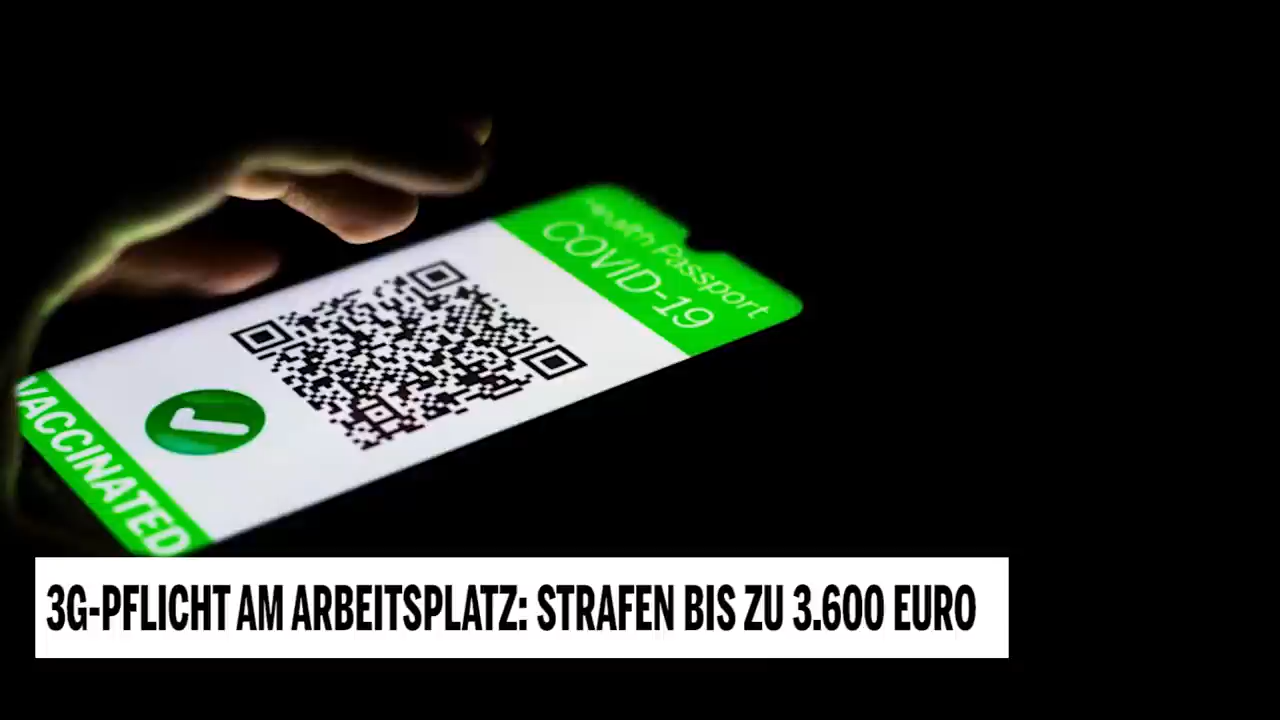 Health Passport
COVID-19
VACCINATED
3G-PFLICHT AM ARBEITSPLATZ: STRAFEN BIS ZU 3.600 EURO